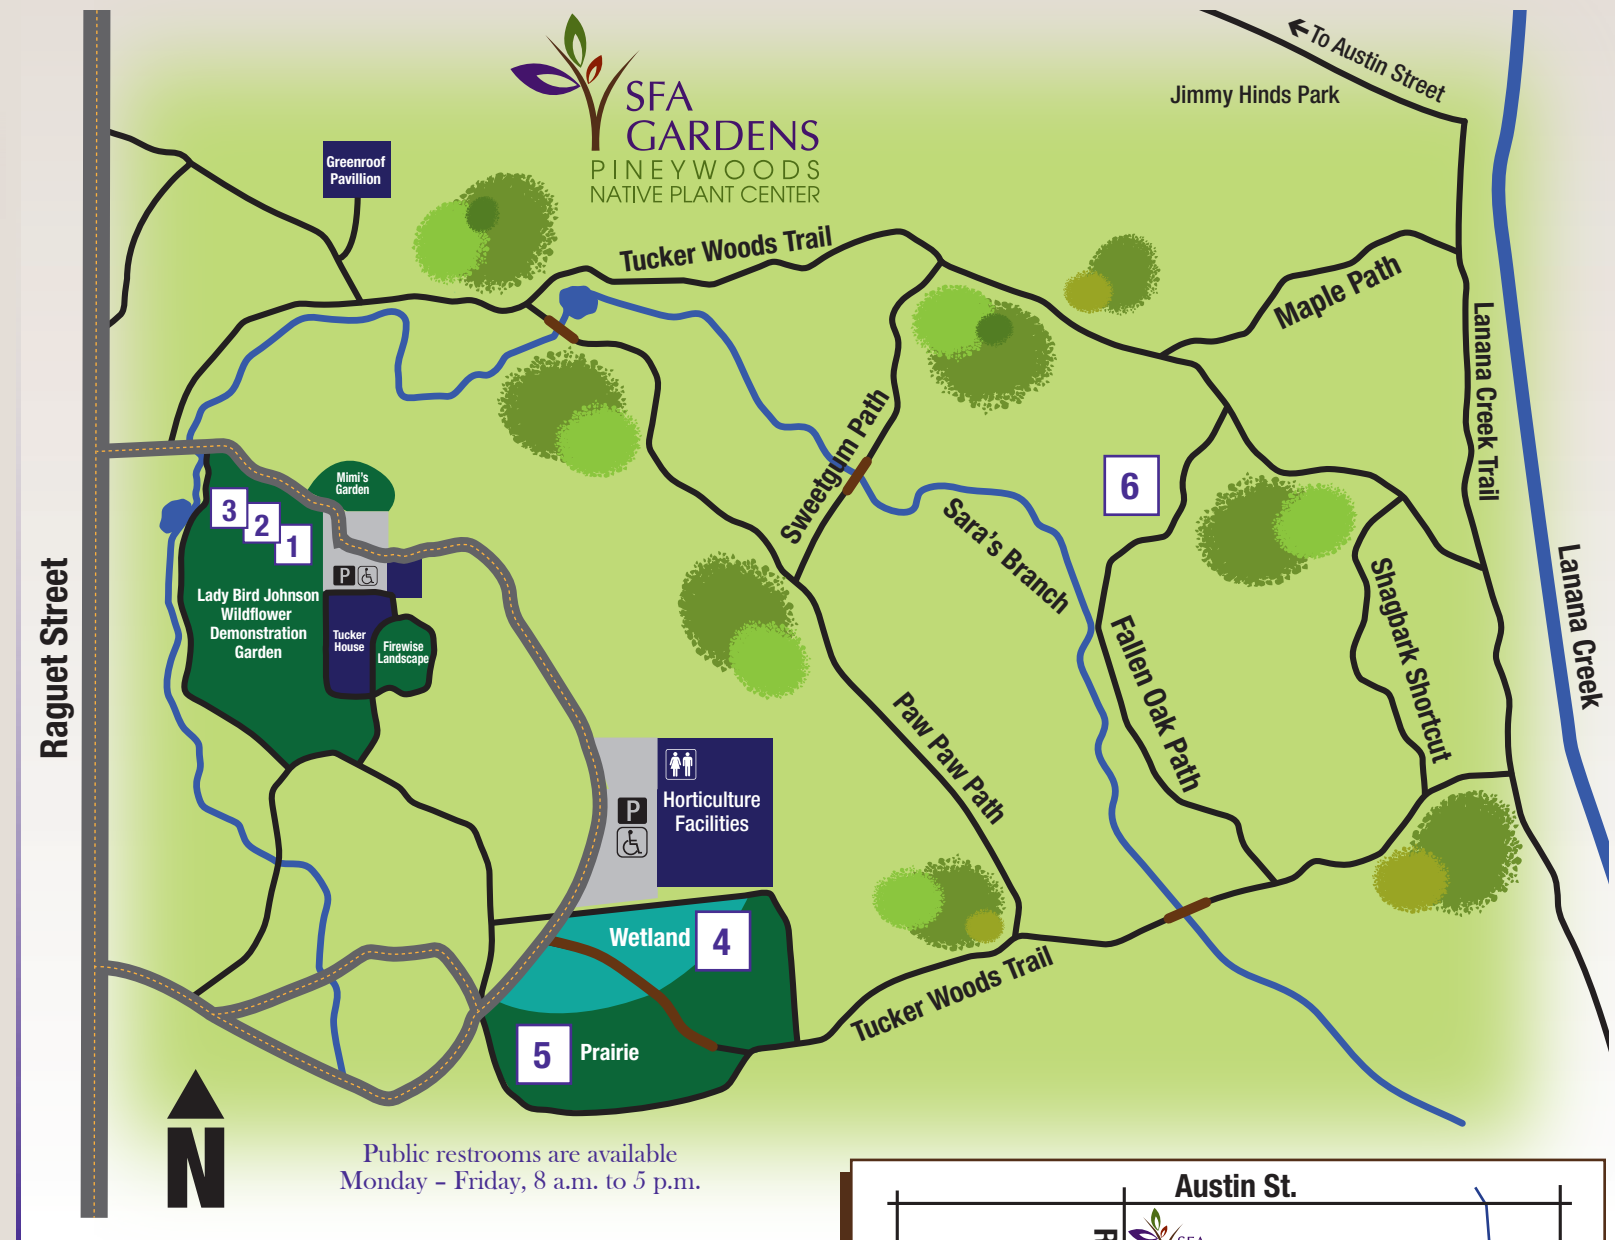 To Austin Street
Jimmy Hinds Park
SFA
GARDENS
PINEYWOODS
NATIVE PLANT CENTER
Greenroof
Pavillion
Tucker Woods Trail
Maple Path
Lanana Creek Trail
Sweetgum Path
Mimi's
Garden
3
2
1
6
P
Sara's Branch
Lanana Creek
Raguet Street
Lady Bird Johnson
Wildflower
Demonstration
Garden
Tucker
House
Firewise
Landscape
Fallen Oak Path
Shagbark Shortcut
Paw Paw Path
Horticulture
Facilities
P
Wetland
4
Tucker Woods Trail
5
Prairie
N
Public restrooms are available
Monday – Friday, 8 a.m. to 5 p.m.
Austin St.
R
SFA